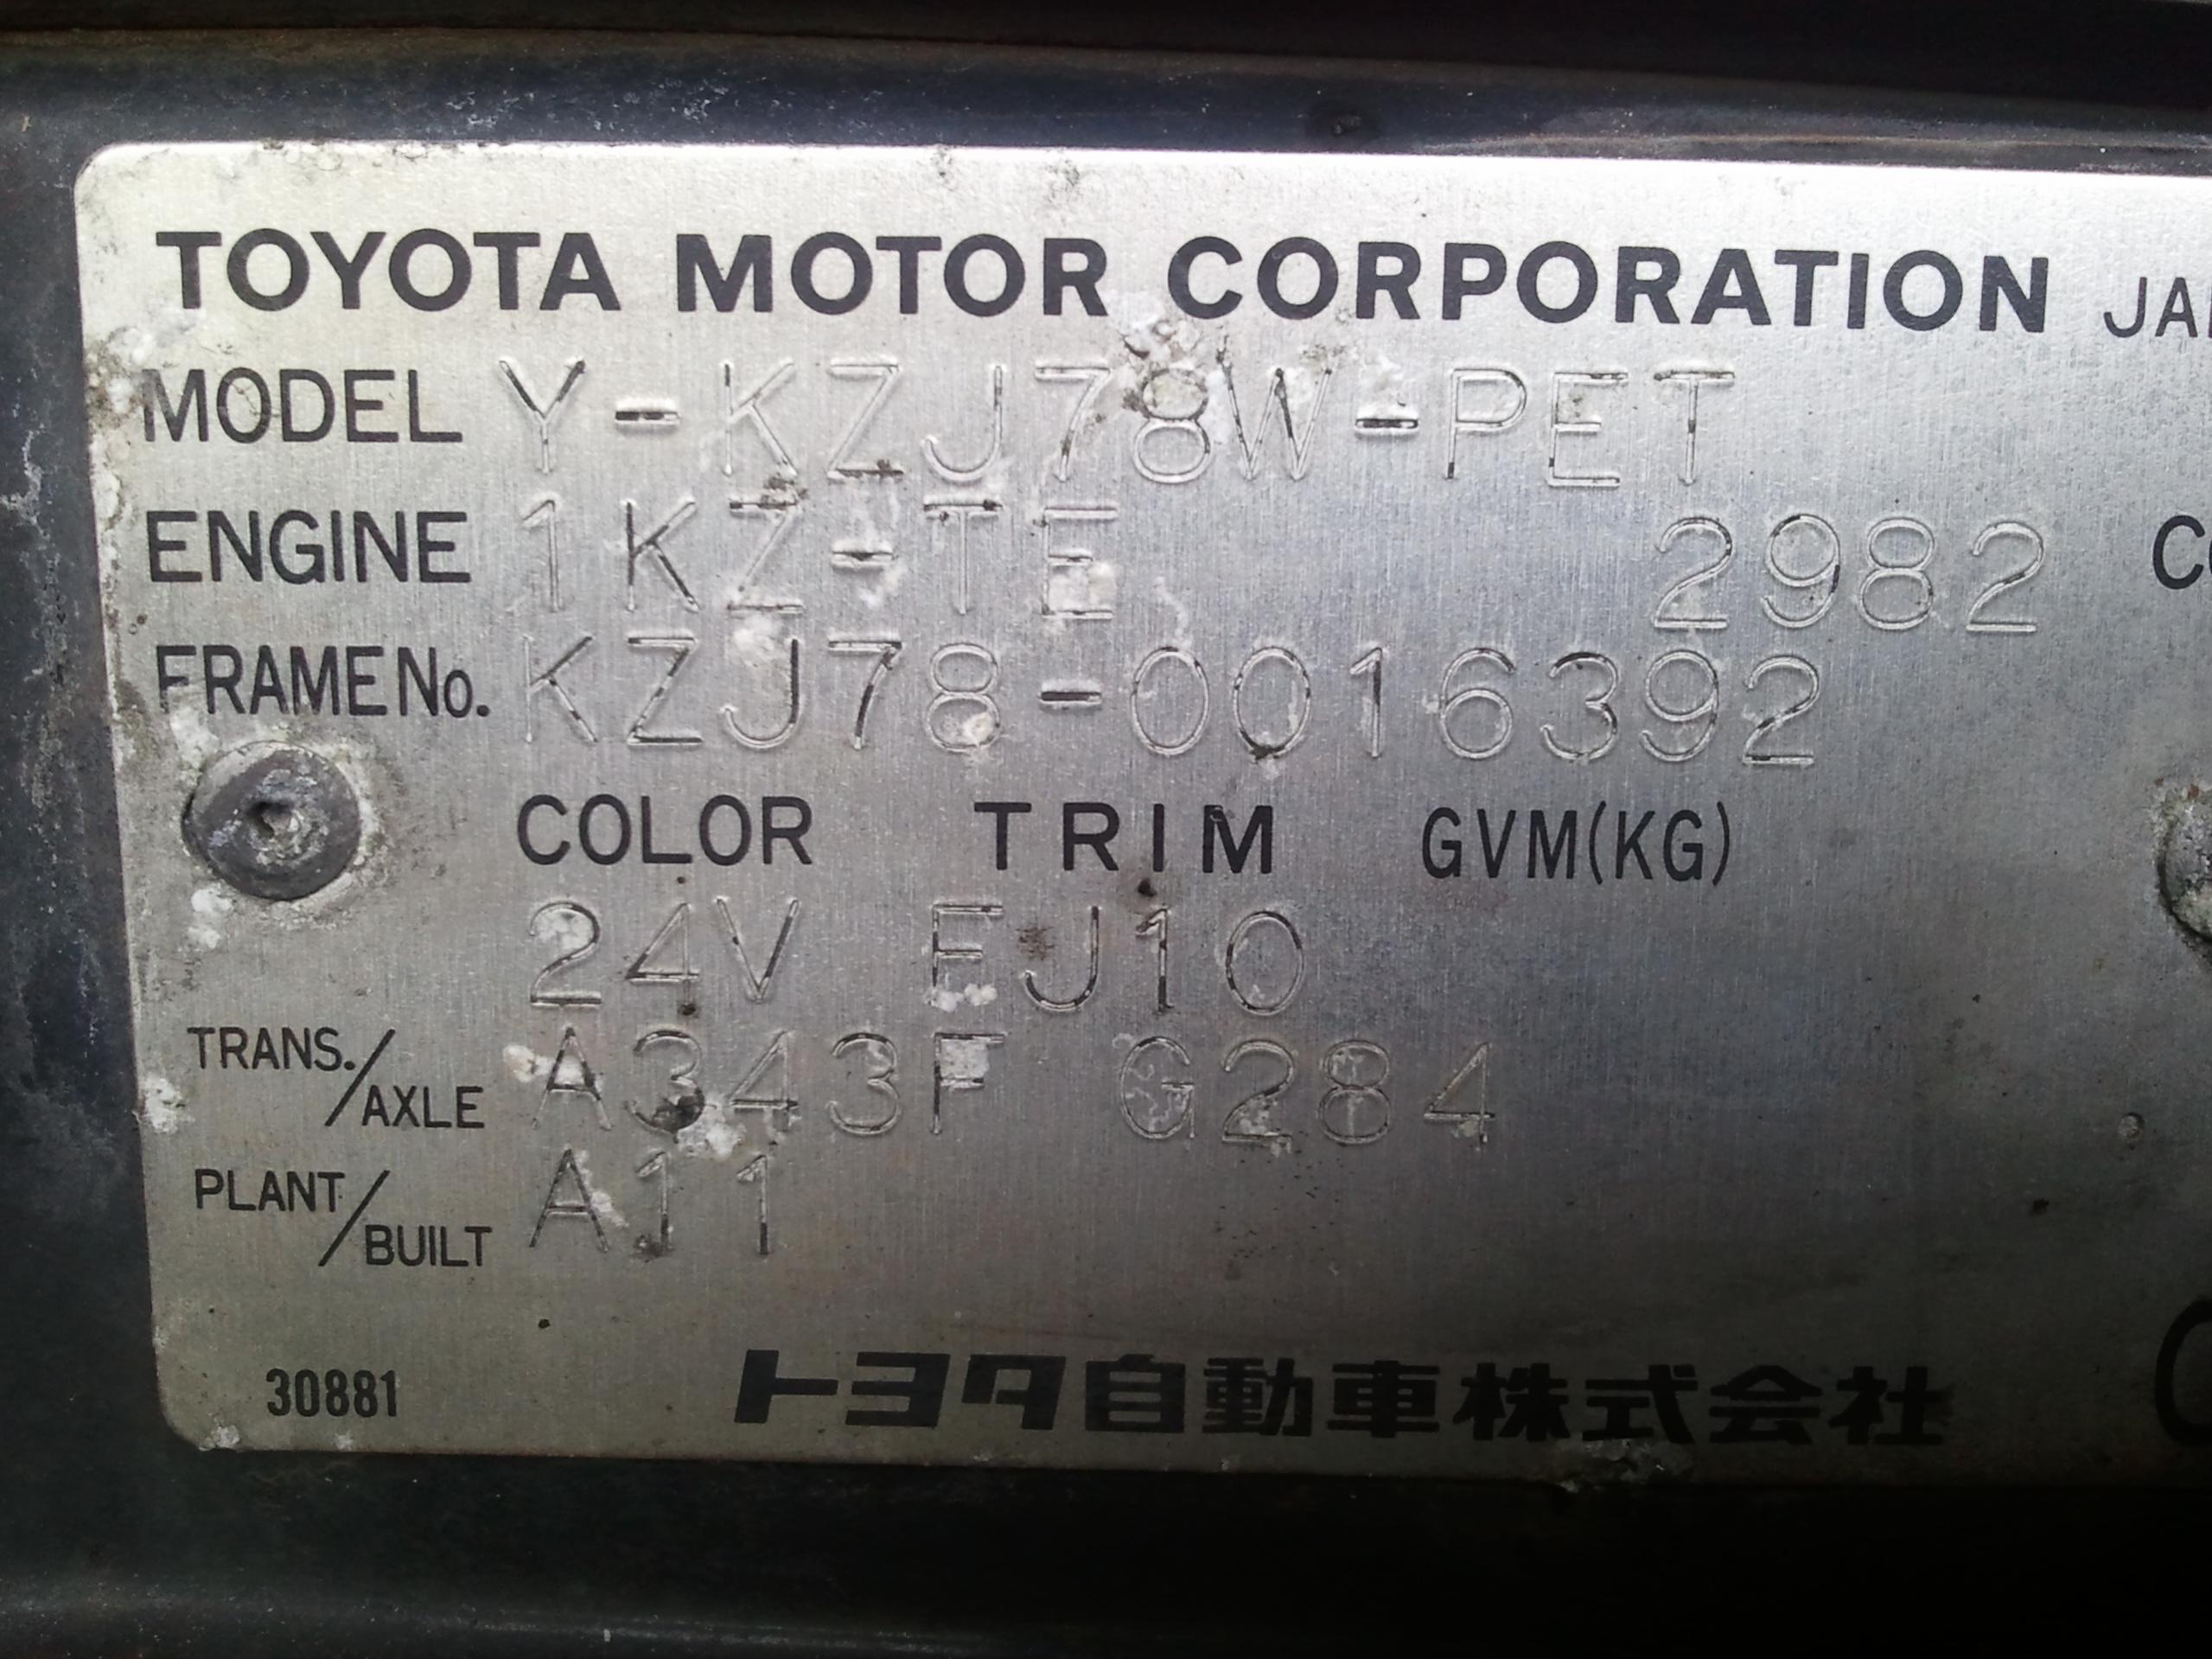 TOYOTA MOTOR CORPORATION JA
MODEL Y-KZJ78W-PET
ENGINE 1KZ-TE 2982 C
FRAME No. KZJ78-0016392
COLOR TRIM GVM(KG)
24V FJ10
TRANS./AXLE A343F G284
PLANT/BUILT A11
30881 トヨタ自動車株式会社